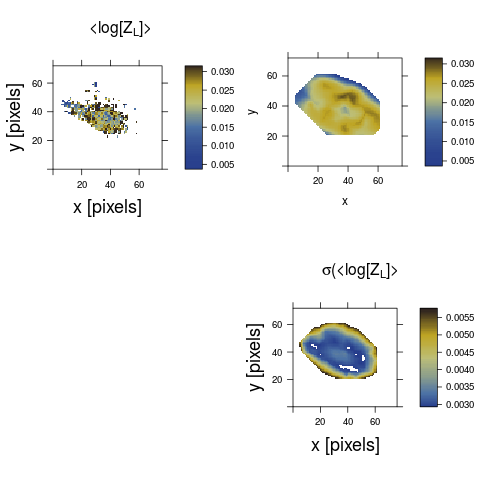 <log[Z_L]>
60
40
20
20 40 60
y [pixels]
x [pixels]
0.030
0.025
0.020
0.015
0.010
0.005
60
40
20
20 40 60
y
x
0.030
0.025
0.020
0.015
0.010
0.005
σ(<log[Z_L]>
60
40
20
20 40 60
y [pixels]
x [pixels]
0.0055
0.0050
0.0045
0.0040
0.0035
0.0030